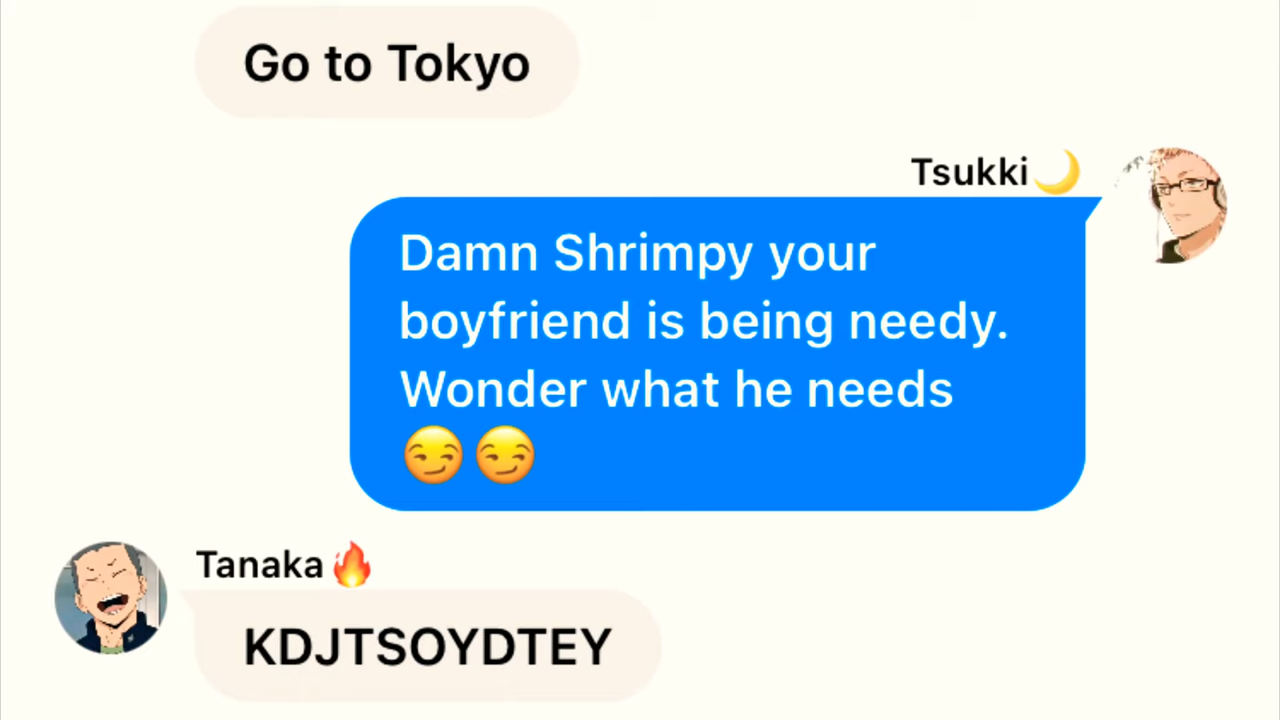 Go to Tokyo
Tsukki🌙
Damn Shrimpy your
boyfriend is being needy.
Wonder what he needs
😏😏
Tanaka🔥
KDJTSOYDTEY